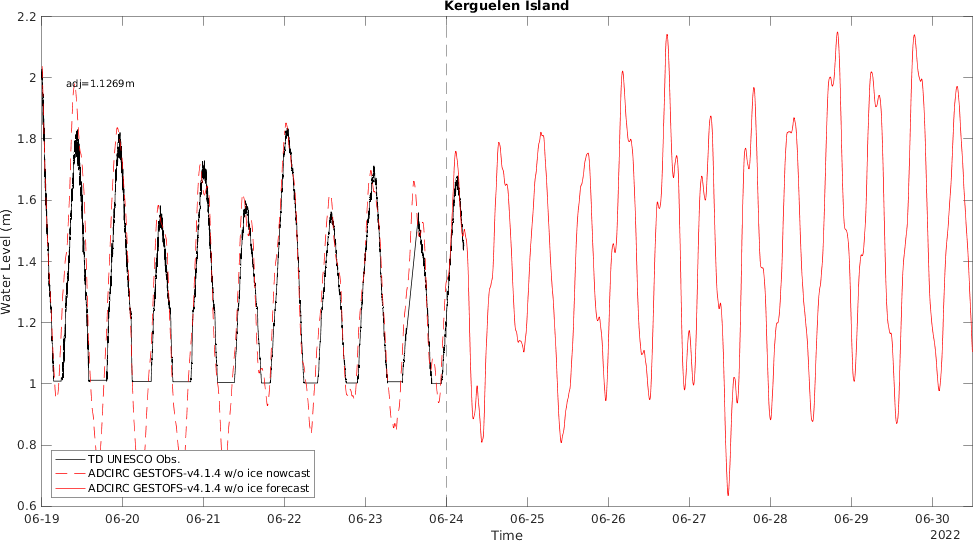 Kerguelen Island
2.2
2
1.8
1.6
1.4
1.2
1
0.8
0.6
Water Level (m)
adj=1.1269m
TD UNESCO Obs.
ADCIRC GESTOFS-v4.1.4 w/o ice nowcast
ADCIRC GESTOFS-v4.1.4 w/o ice forecast
06-19 06-20 06-21 06-22 06-23 06-24 06-25 06-26 06-27 06-28 06-29 06-30
Time
2022